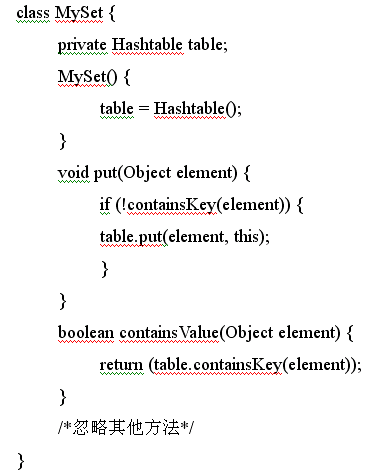 class MySet {
private Hashtable table;
MySet() {
table = Hashtable();
}
void put(Object element) {
if (!containsKey(element)) {
table.put(element, this);
}
}
boolean containsValue(Object element) {
return (table.containsKey(element));
}
/*忽略其他方法*/
}